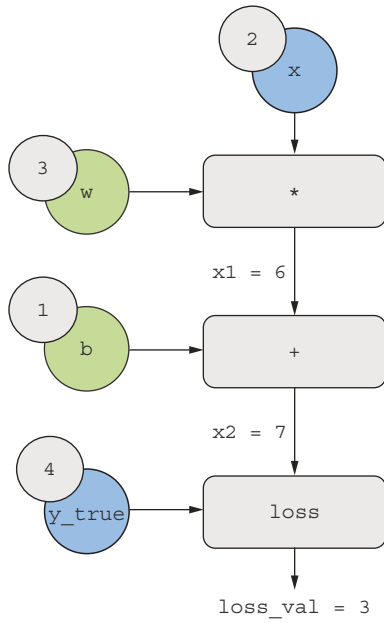 2
x
3
w
*
x1 = 6
1
b
+
x2 = 7
4
y_true
loss
loss_val = 3